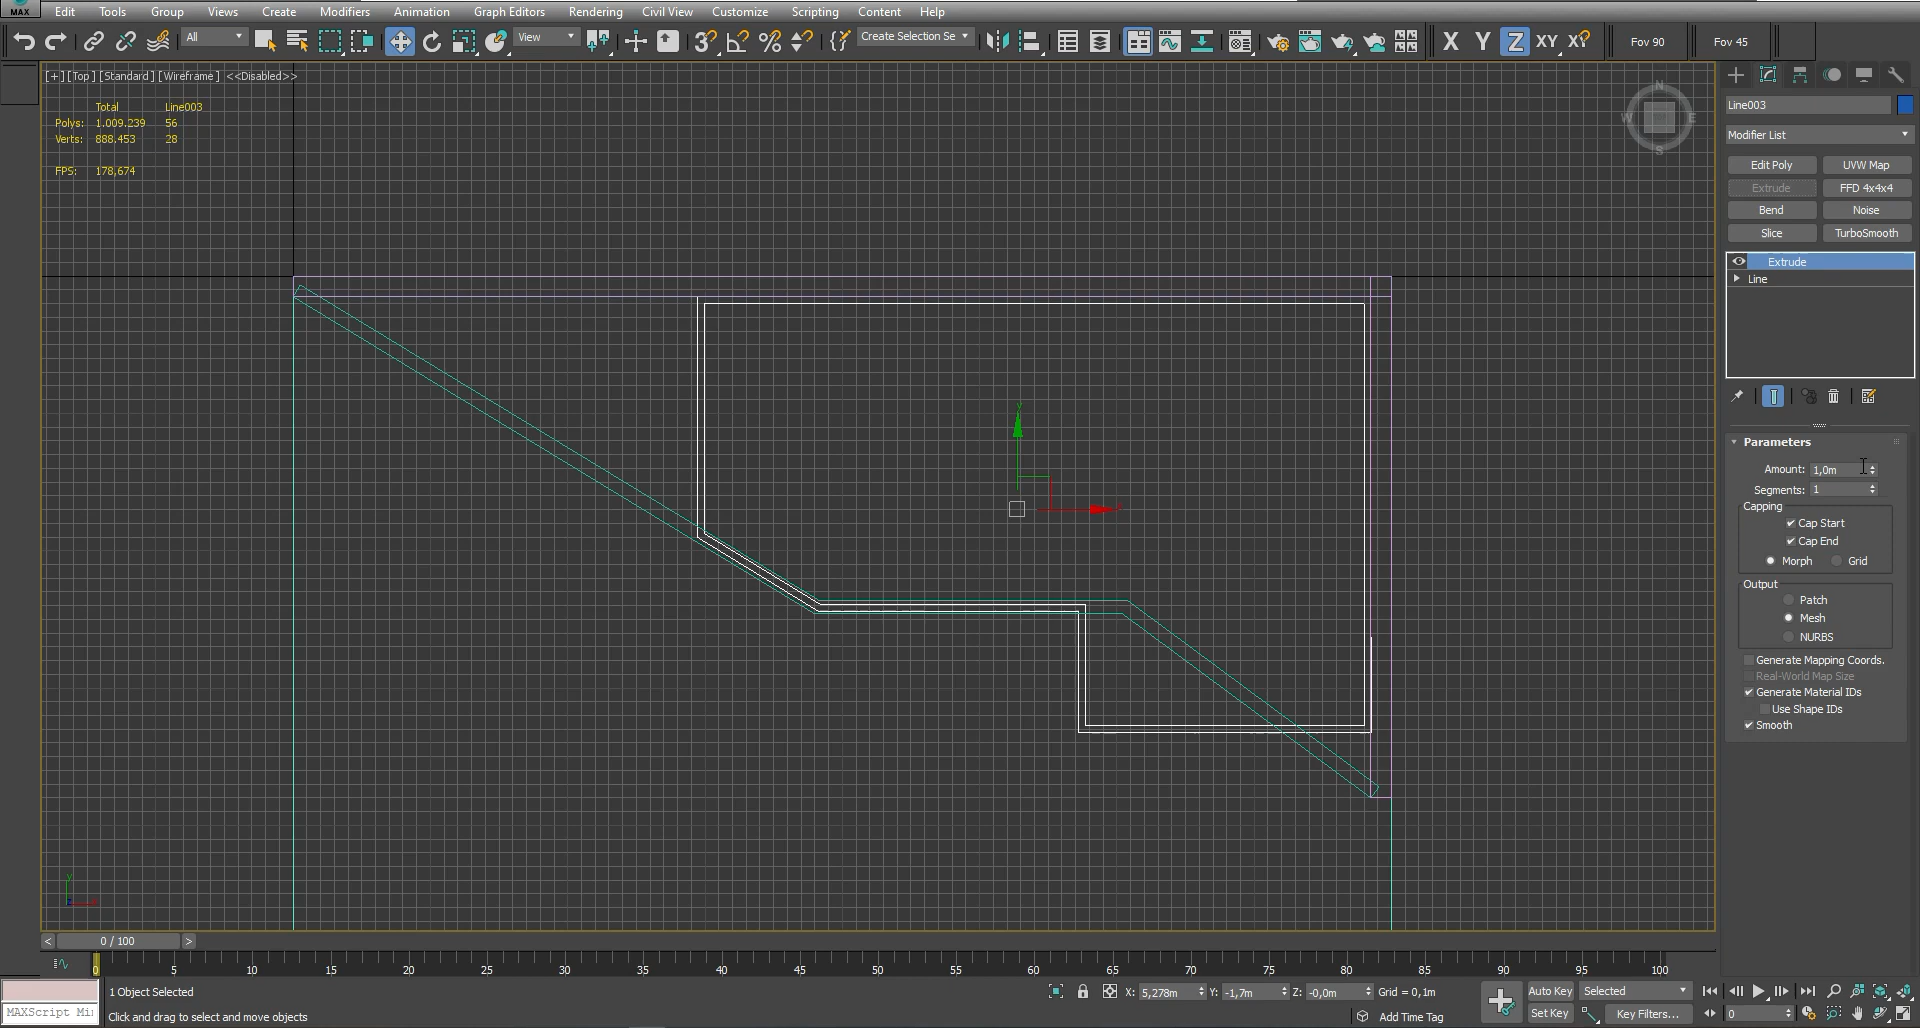 MAX
Edit Tools Group Views Create Modifiers Animation Graph Editors Rendering Civil View Customize Scripting Content Help
All View Create Selection Se X Y Z XY XY Fov 90 Fov 45
[+] [Top ] [Standard ] [Wireframe ] <<Disabled>>
Total Line003
Polys: 1.009.239 56
Verts: 888.453 28
FPS: 178,674
N
W E
S
Line003
Modifier List
Edit Poly UVW Map
Extrude FFD 4x4x4
Bend Noise
Slice TurboSmooth
Extrude
Line
Parameters
Amount: 1,0m
Segments: 1
Capping
Cap Start
Cap End
Morph Grid
Output
Patch
Mesh
NURBS
Generate Mapping Coords.
Real-World Map Size
Generate Material IDs
Use Shape IDs
Smooth
y
y
< 0 / 100 >
0 5 10 15 20 25 30 35 40 45 50 55 60 65 70 75 80 85 90 95 100
1 Object Selected X: 5,278m Y: -1,7m Z: -0,0m Grid = 0,1m Auto Key Selected
MAXScript Mi Click and drag to select and move objects Add Time Tag Set Key Key Filters... 0